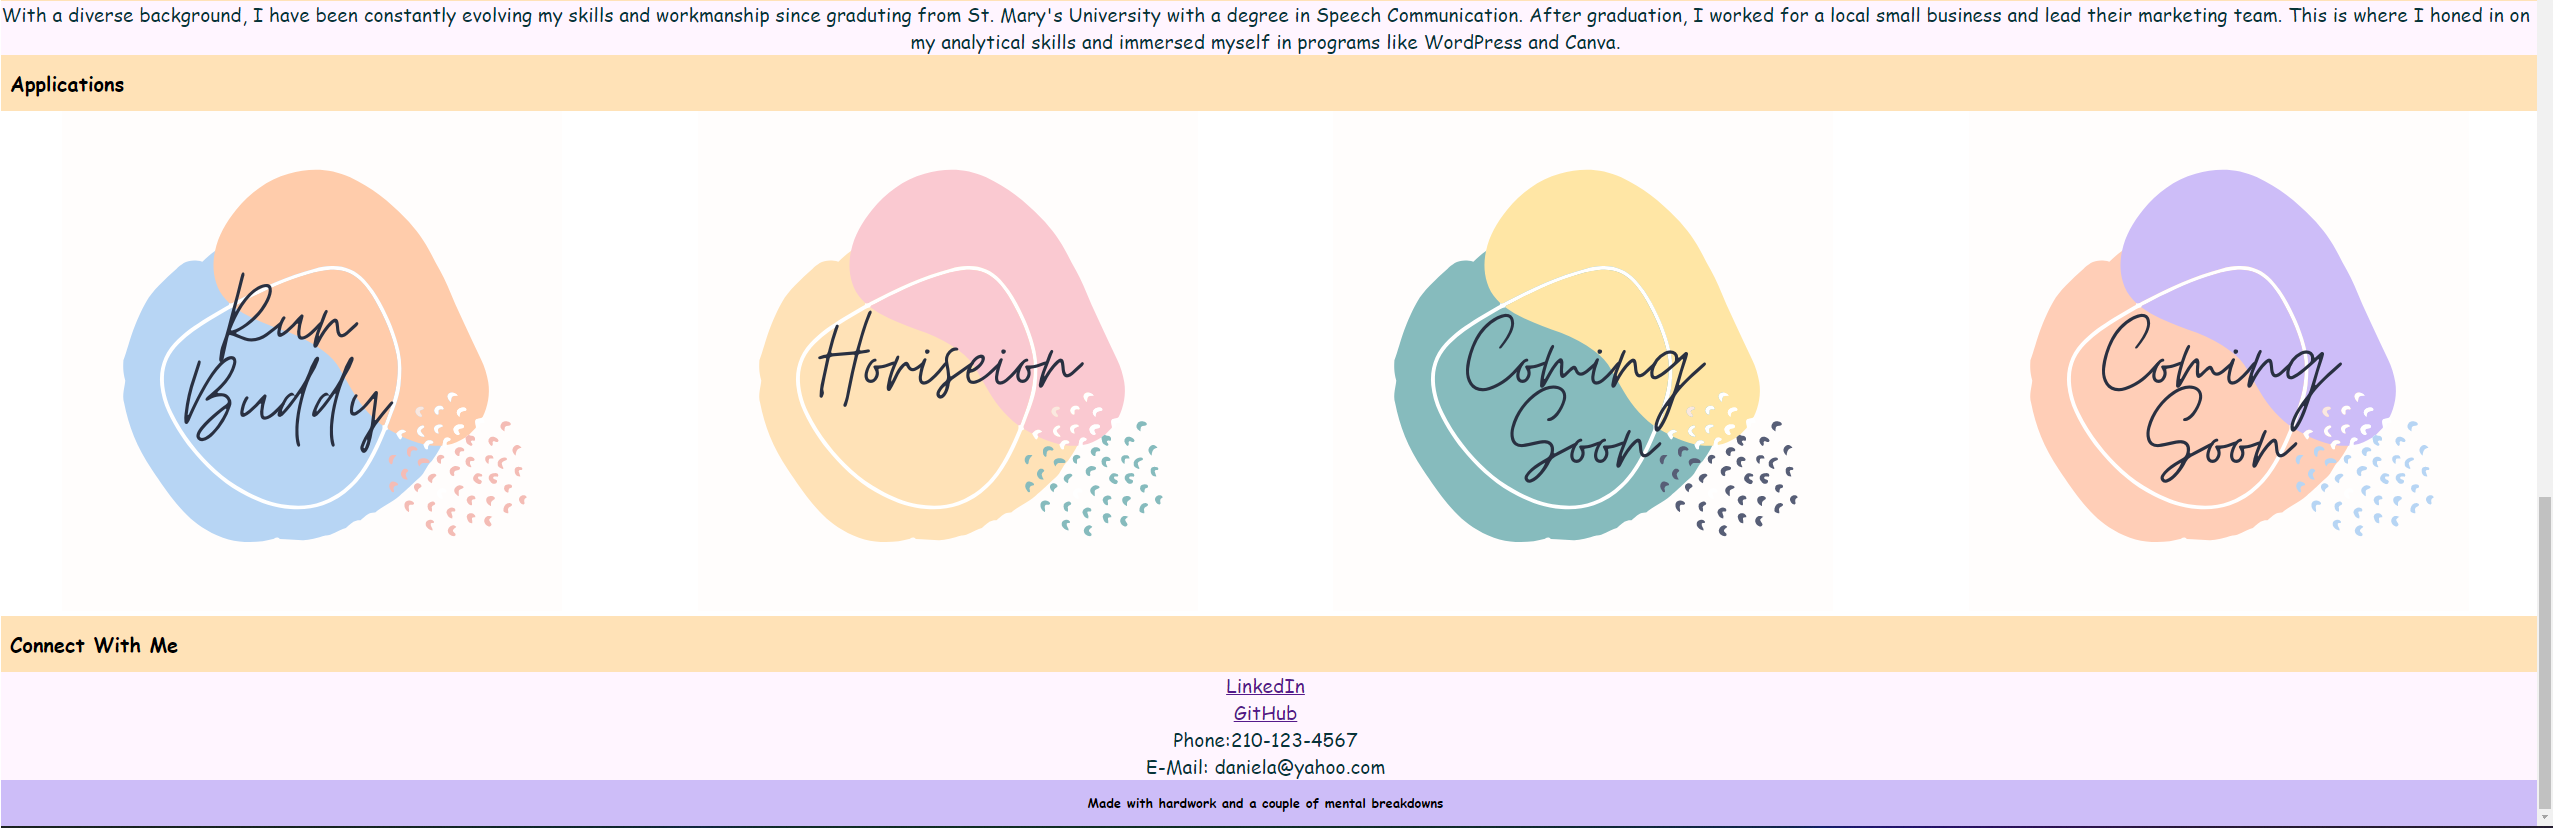 With a diverse background, I have been constantly evolving my skills and workmanship since graduting from St. Mary's University with a degree in Speech Communication. After graduation, I worked for a local small business and lead their marketing team. This is where I honed in on
my analytical skills and immersed myself in programs like WordPress and Canva.
Applications
Run
Buddy
Horiseion
Coming
Soon
Coming
Soon
Connect With Me
LinkedIn
GitHub
Phone:210-123-4567
E-Mail: daniela@yahoo.com
Made with hardwork and a couple of mental breakdowns